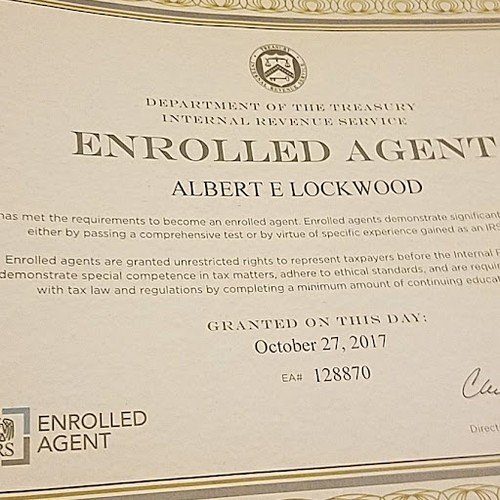 DEPARTMENT OF THE TREASURY
INTERNAL REVENUE SERVICE
ENROLLED AGENT
ALBERT E LOCKWOOD
has met the requirements to become an enrolled agent. Enrolled agents demonstrate significant
either by passing a comprehensive test or by virtue of specific experience gained as an IRS
Enrolled agents are granted unrestricted rights to represent taxpayers before the Internal
demonstrate special competence in tax matters, adhere to ethical standards, and are
with tax law and regulations by completing a minimum amount of continuing
GRANTED ON THIS DAY:
October 27, 2017
EA# 128870
ENROLLED
AGENT